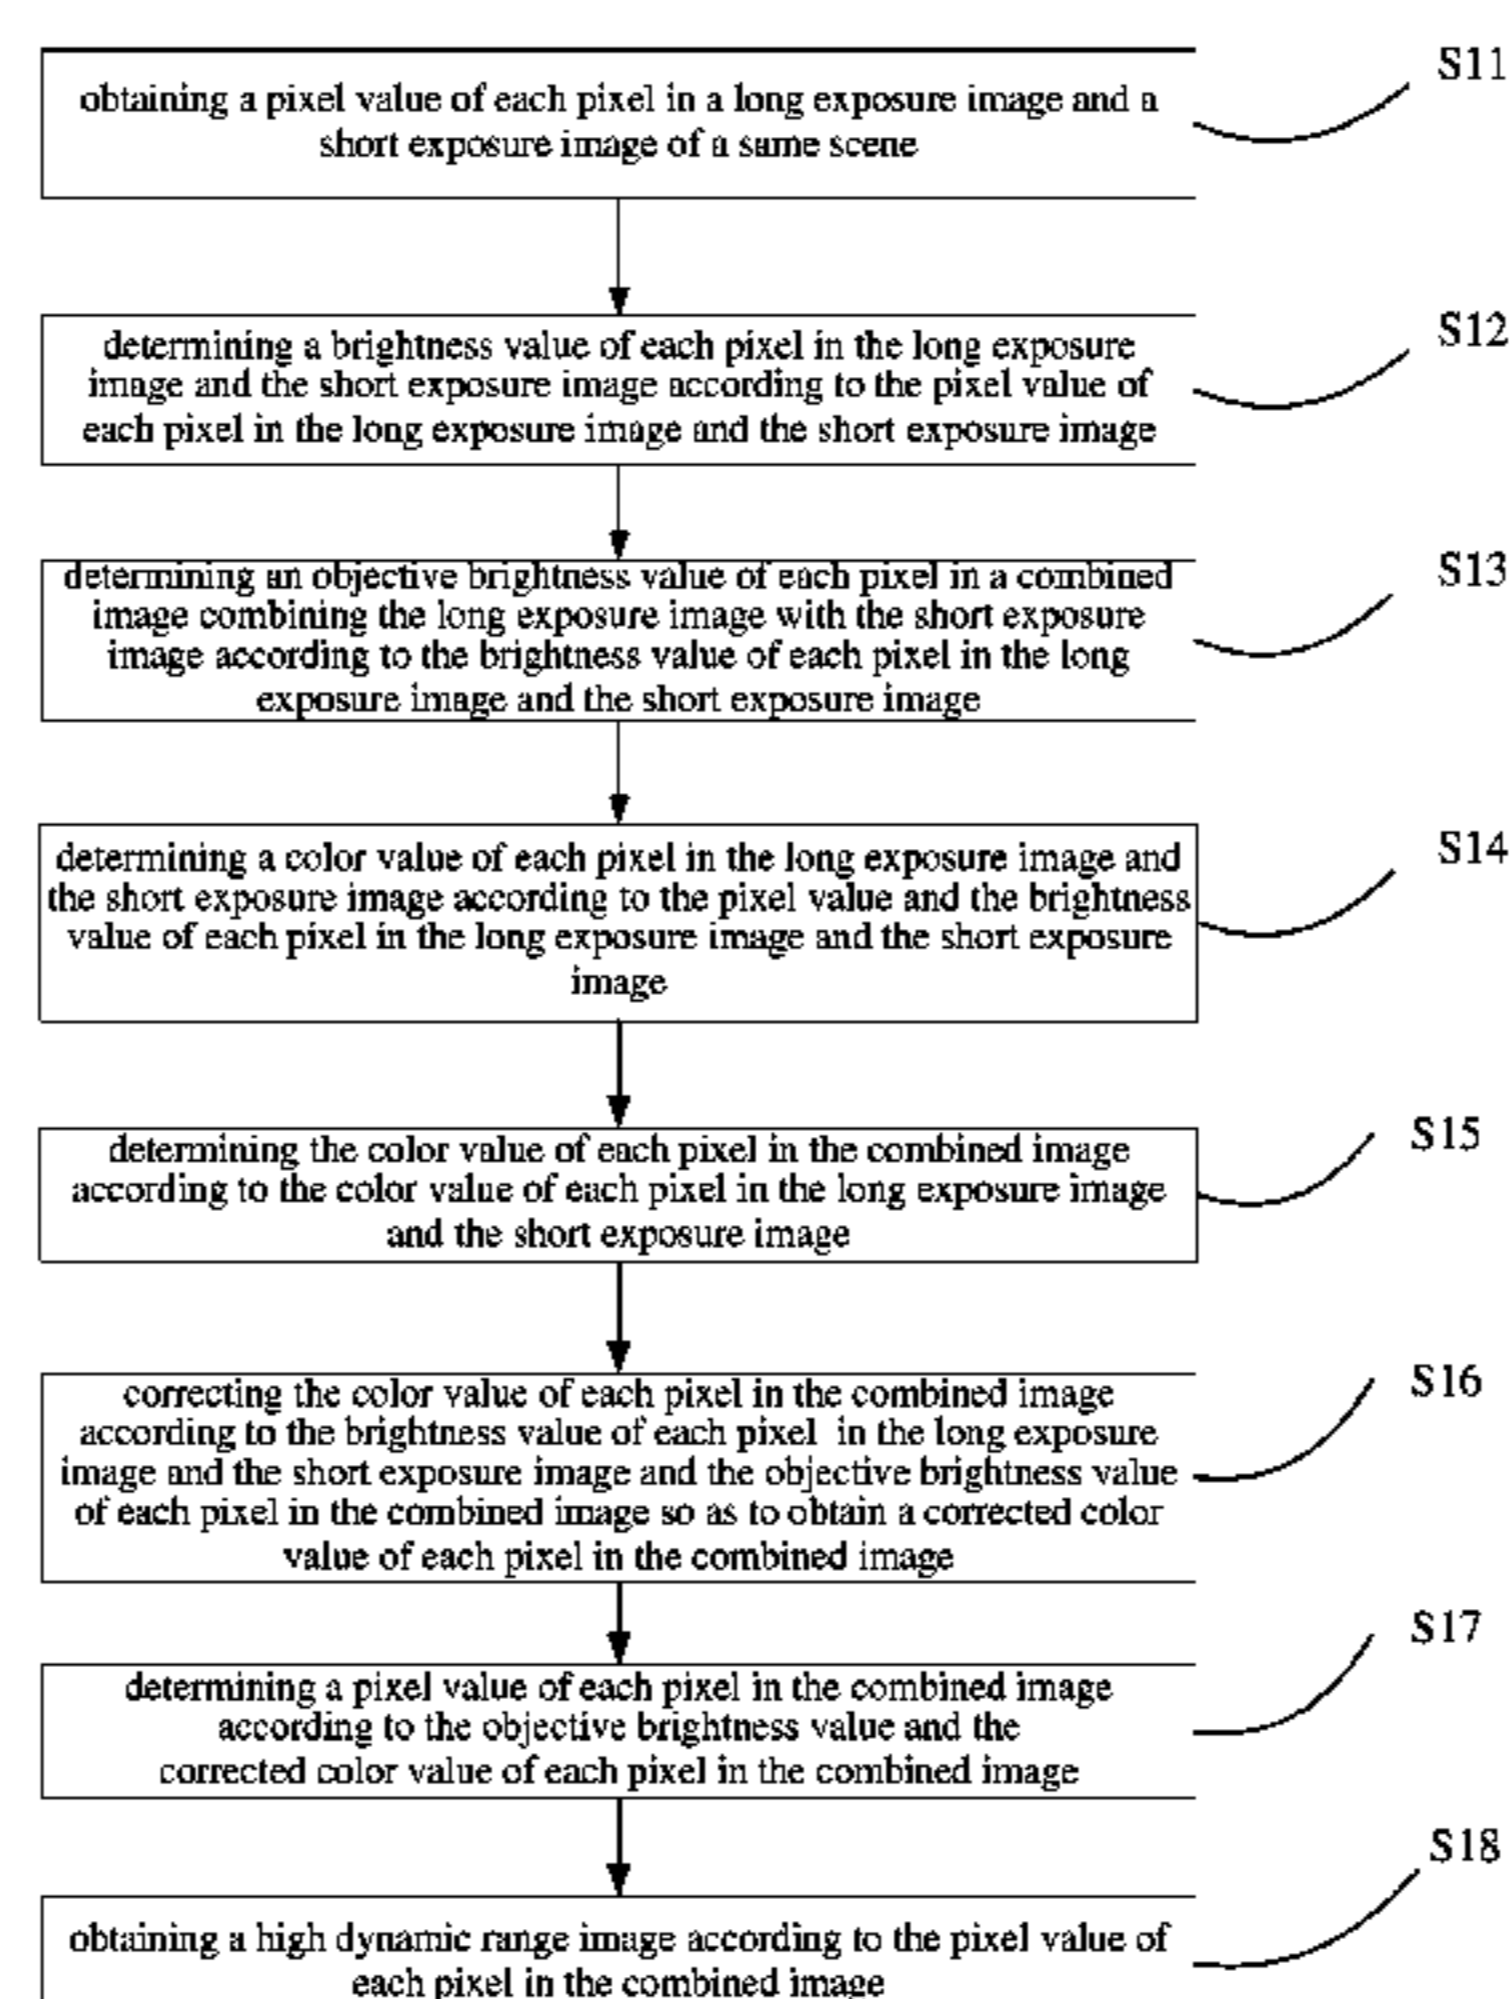 S11
obtaining a pixel value of each pixel in a long exposure image and a
short exposure image of a same scene
S12
determining a brightness value of each pixel in the long exposure
image and the short exposure image according to the pixel value of
each pixel in the long exposure image and the short exposure image
S13
determining an objective brightness value of each pixel in a combined
image combining the long exposure image with the short exposure
image according to the brightness value of each pixel in the long
exposure image and the short exposure image
S14
determining a color value of each pixel in the long exposure image and
the short exposure image according to the pixel value and the brightness
value of each pixel in the long exposure image and the short exposure
image
S15
determining the color value of each pixel in the combined image
according to the color value of each pixel in the long exposure image
and the short exposure image
S16
correcting the color value of each pixel in the combined image
according to the brightness value of each pixel in the long exposure
image and the short exposure image and the objective brightness value
of each pixel in the combined image so as to obtain a corrected color
value of each pixel in the combined image
S17
determining a pixel value of each pixel in the combined image
according to the objective brightness value and the
corrected color value of each pixel in the combined image
S18
obtaining a high dynamic range image according to the pixel value of
each pixel in the combined image